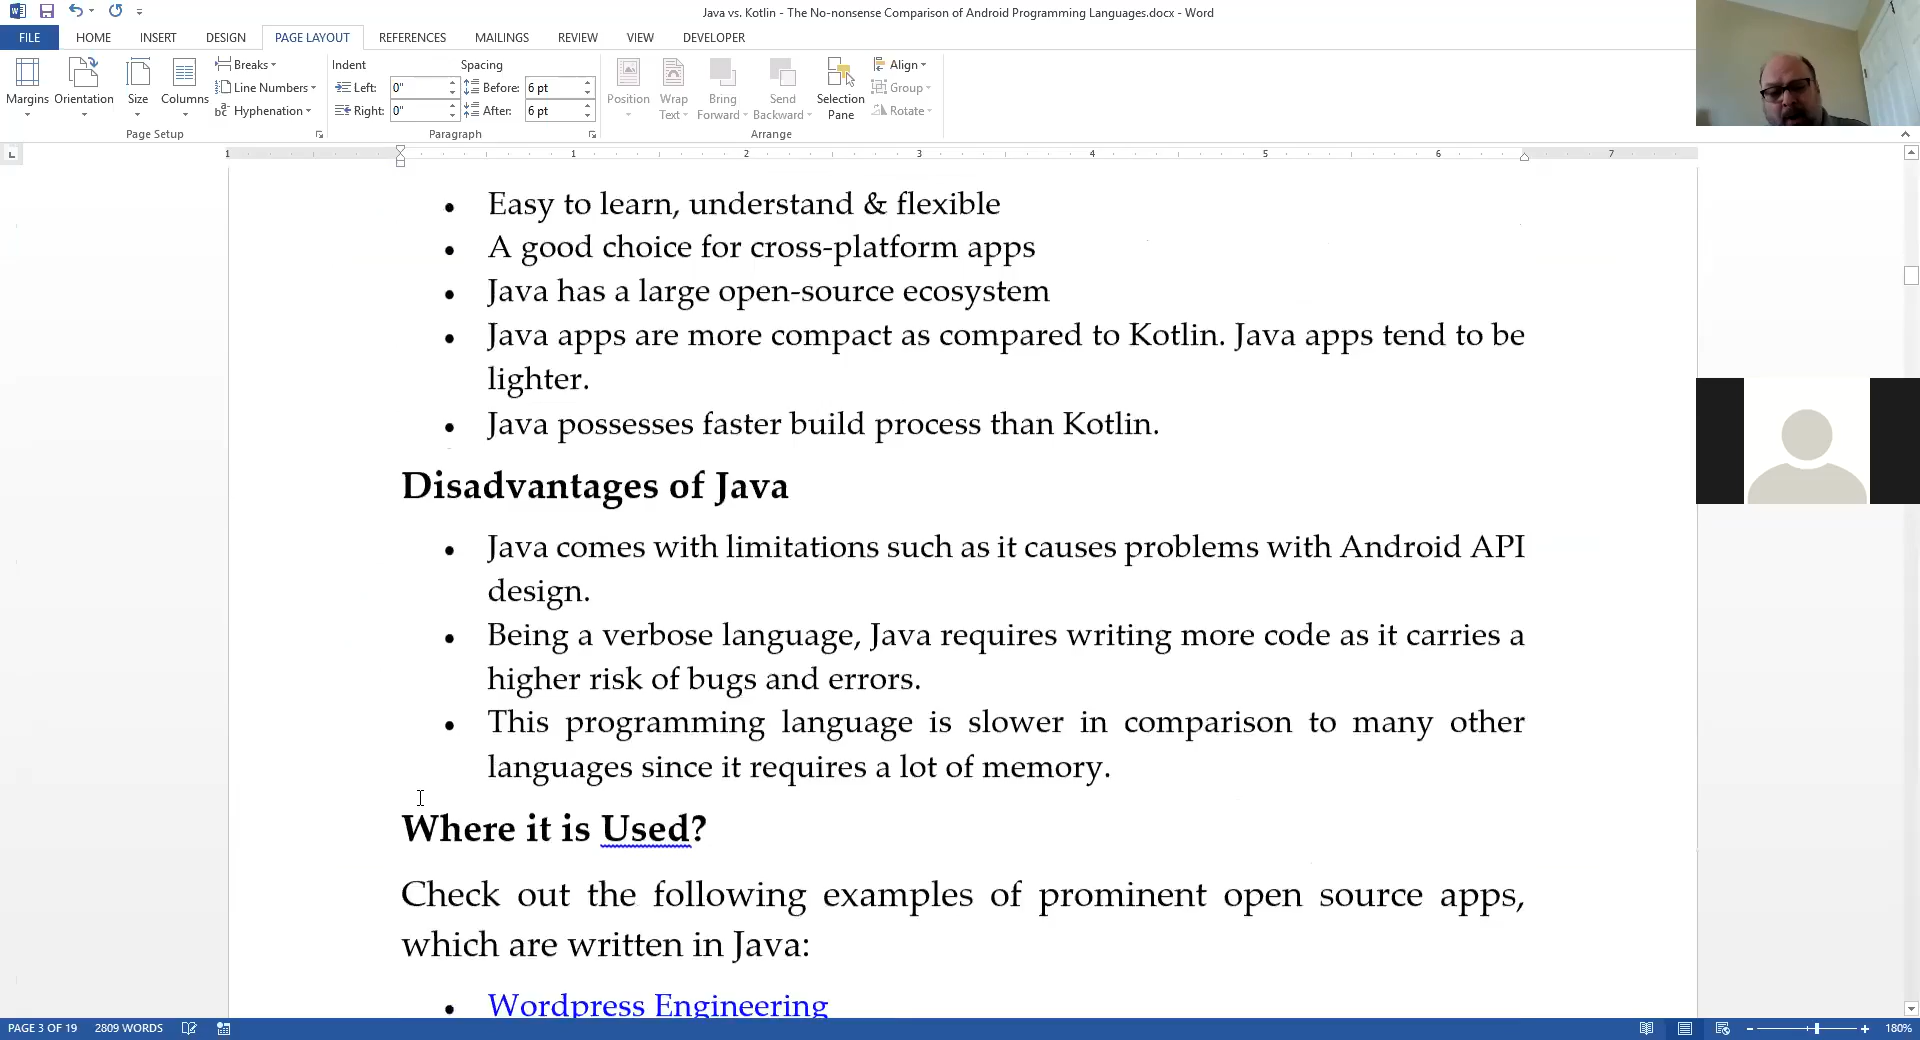 Java vs. Kotlin - The No-nonsense Comparison of Android Programming Languages.docx - Word
FILE HOME INSERT DESIGN PAGE LAYOUT REFERENCES MAILINGS REVIEW VIEW DEVELOPER
Margins Orientation Size Columns
Breaks
Line Numbers
Hyphenation
Page Setup
Indent Spacing
Left: 0" Before: 6 pt
Right: 0" After: 6 pt
Paragraph
Position Wrap Text Bring Forward Send Backward Selection Pane
Align
Group
Rotate
Arrange
1 1 2 3 4 5 6 7
• Easy to learn, understand & flexible
• A good choice for cross-platform apps
• Java has a large open-source ecosystem
• Java apps are more compact as compared to Kotlin. Java apps tend to be
lighter.
• Java possesses faster build process than Kotlin.
Disadvantages of Java
• Java comes with limitations such as it causes problems with Android API
design.
• Being a verbose language, Java requires writing more code as it carries a
higher risk of bugs and errors.
• This programming language is slower in comparison to many other
languages since it requires a lot of memory.
Where it is Used?
Check out the following examples of prominent open source apps,
which are written in Java:
• Wordpress Engineering
PAGE 3 OF 19 2809 WORDS 180%